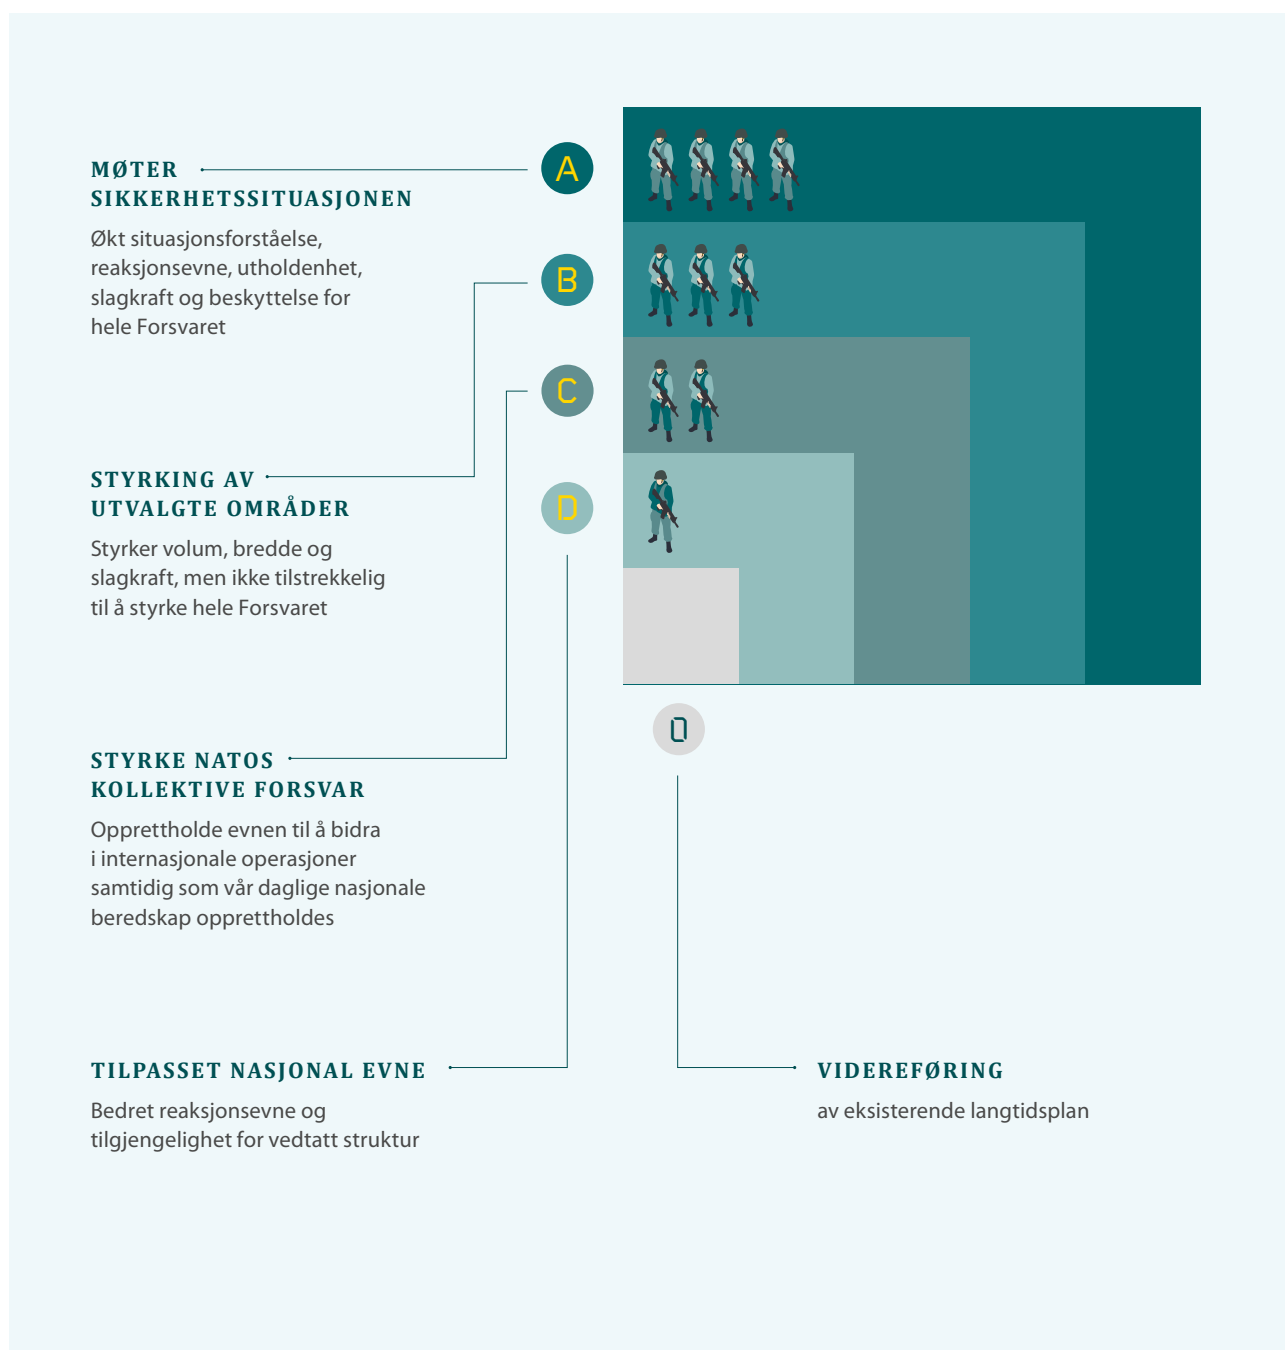 MØTER
SIKKERHETSSITUASJONEN
Økt situasjonsforståelse,
reaksjonsevne, utholdenhet,
slagkraft og beskyttelse for
hele Forsvaret
A
B
C
D
STYRKING AV
UTVALGTE OMRÅDER
Styrker volum, bredde og
slagkraft, men ikke tilstrekkelig
til å styrke hele Forsvaret
0
STYRKE NATOS
KOLLEKTIVE FORSVAR
Opprettholde evnen til å bidra
i internasjonale operasjoner
samtidig som vår daglige nasjonale
beredskap opprettholdes
TILPASSET NASJONAL EVNE
Bedret reaksjonsevne og
tilgjengelighet for vedtatt struktur
VIDEREFØRING
av eksisterende langtidsplan